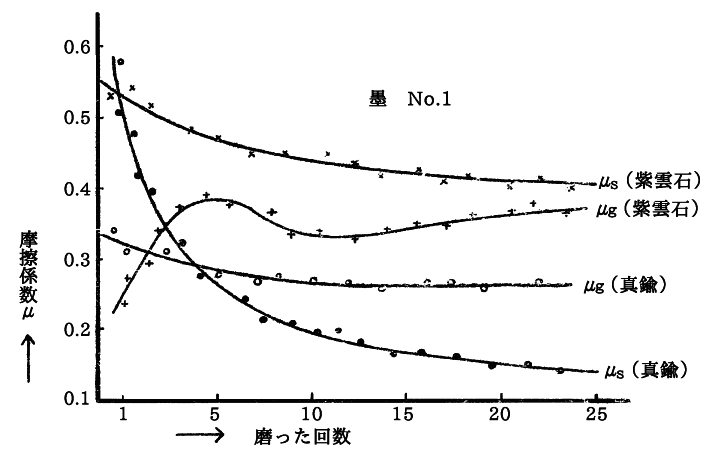 墨 No.1
0.6
0.5
0.4
0.3
0.2
0.1
摩擦係数μ
μs（紫雲石）
μg（紫雲石）
μg（真鍮）
μs（真鍮）
1 5 10 15 20 25
磨った回数